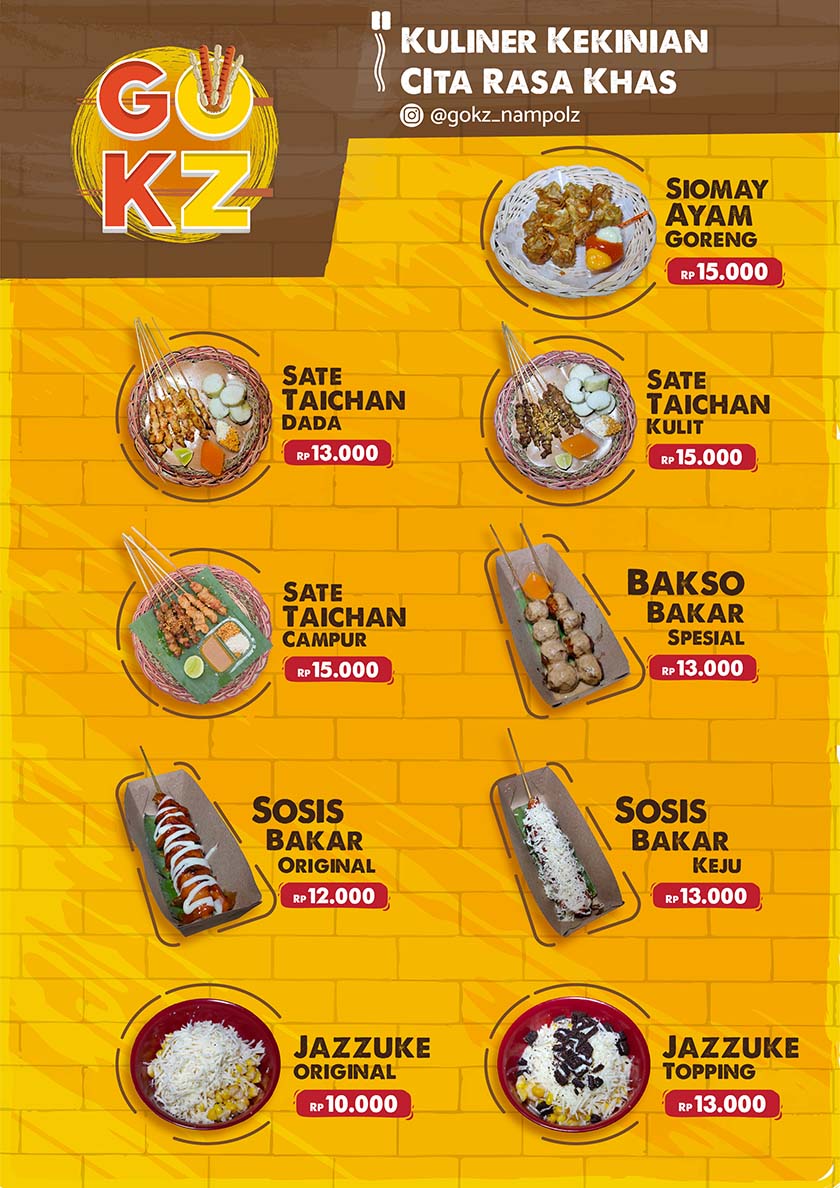 GO
KZ
KULINER KEKINIAN
CITA RASA KHAS
@gokz_nampolz
SIOMAY
AYAM
GORENG
RP 15.000
SATE
TAICHAN
DADA
RP 13.000
SATE
TAICHAN
KULIT
RP 15.000
SATE
TAICHAN
CAMPUR
RP 15.000
BAKSO
BAKAR
SPESIAL
RP 13.000
SOSIS
BAKAR
ORIGINAL
RP 12.000
SOSIS
BAKAR
KEJU
RP 13.000
JAZZUKE
ORIGINAL
RP 10.000
JAZZUKE
TOPPING
RP 13.000